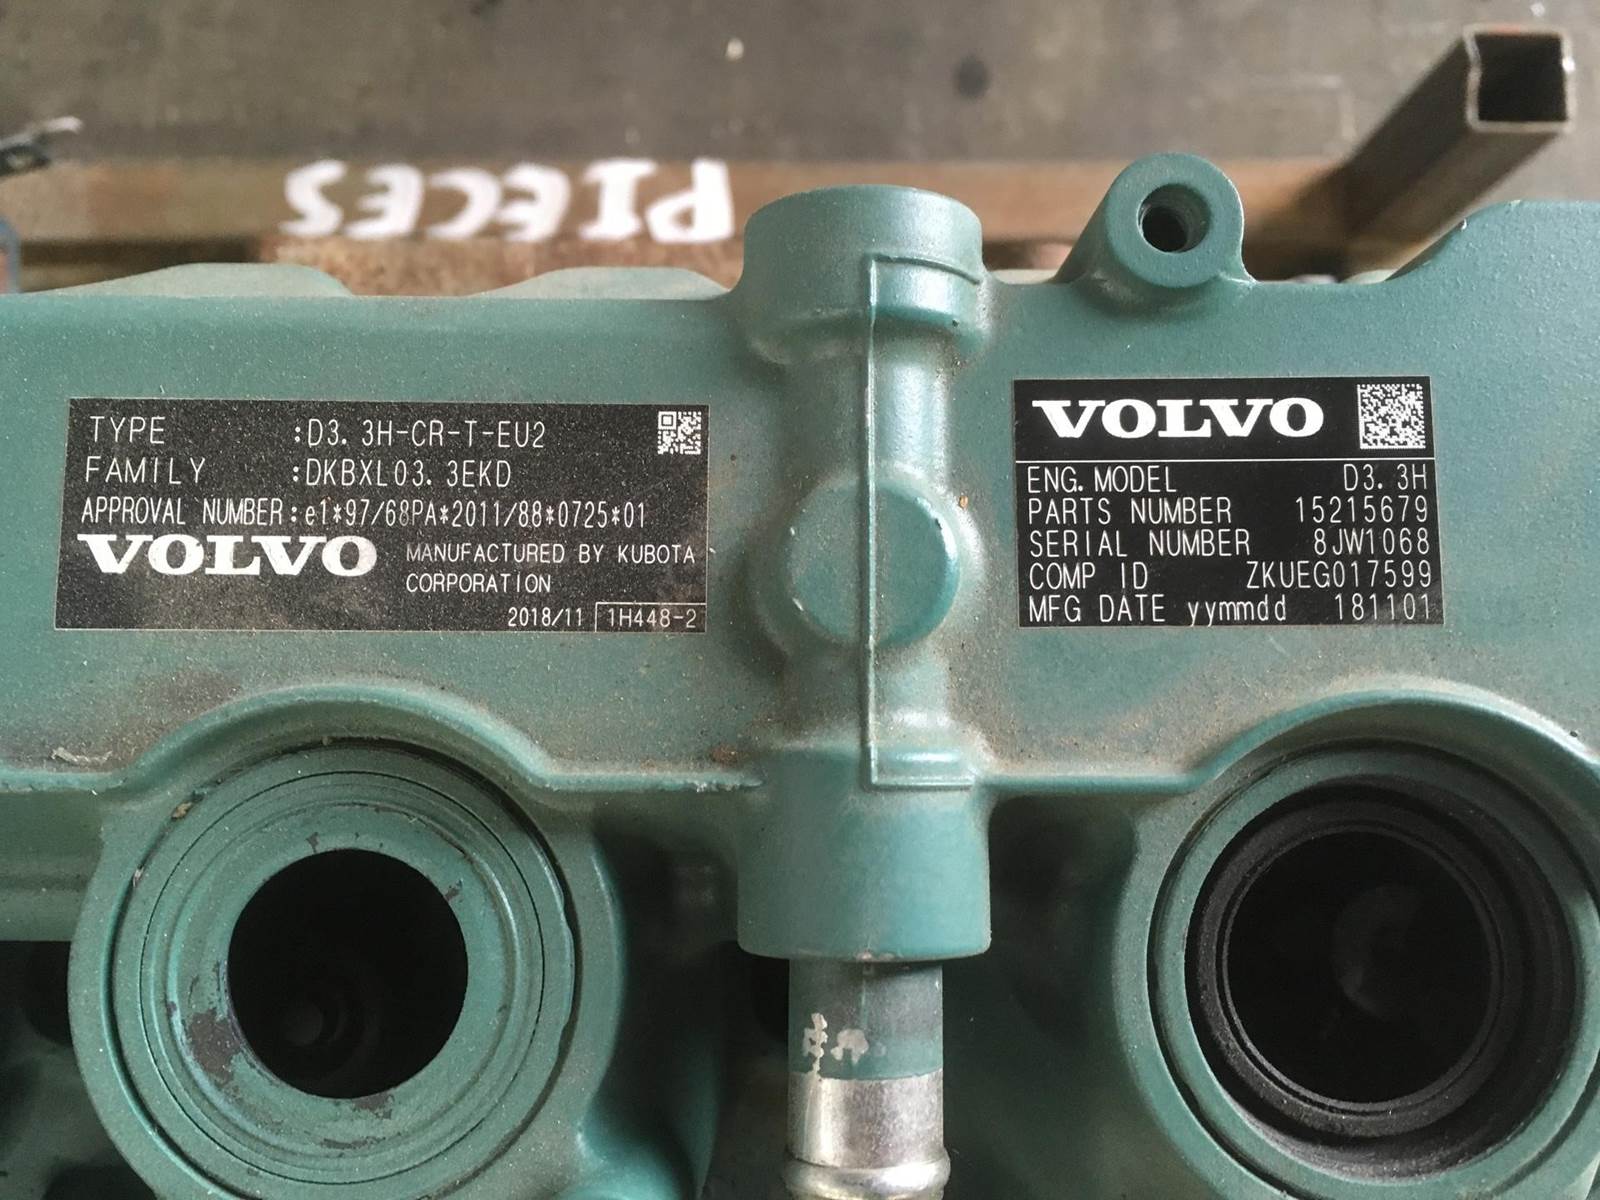 PIECES
TYPE :D3.3H-CR-T-EU2
FAMILY :DKBXL03.3EKD
APPROVAL NUMBER:e1*97/68PA*2011/88*0725*01
VOLVO MANUFACTURED BY KUBOTA
CORPORATION
2018/11 1H448-2
VOLVO
ENG. MODEL D3.3H
PARTS NUMBER 15215679
SERIAL NUMBER 8JW1068
COMP ID ZKUEG017599
MFG DATE yymmdd 181101